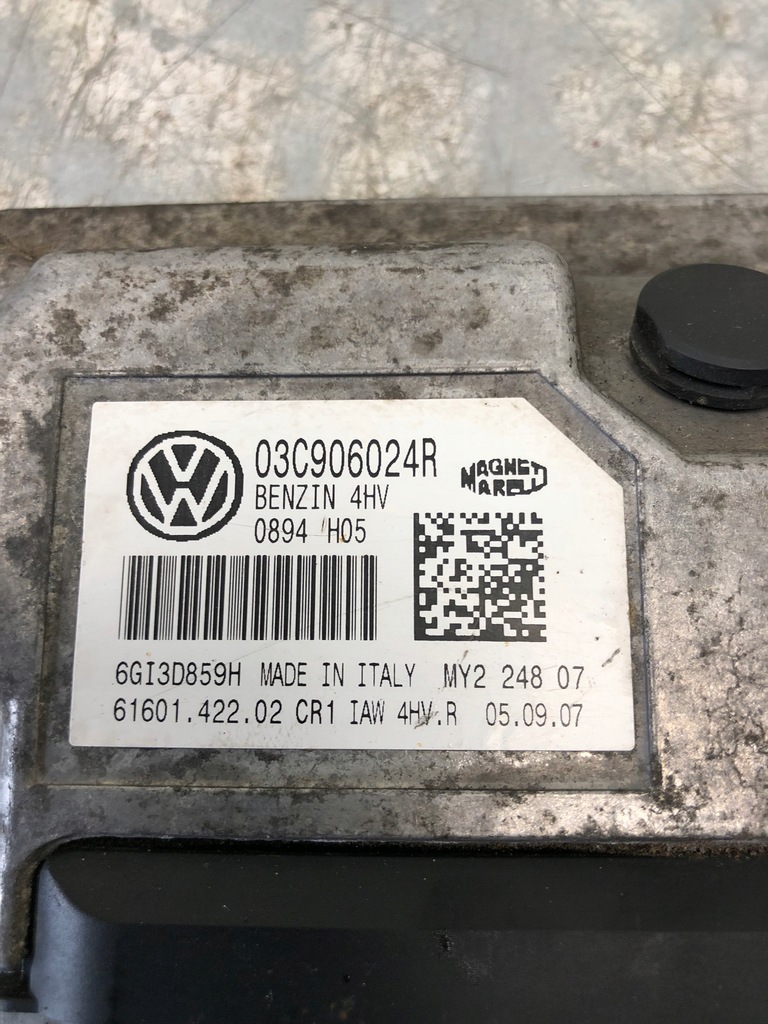 03C906024R
MAGNETI
MARELLI
BENZIN 4HV
0894 H05
6GI3D859H MADE IN ITALY MY2 248 07
61601.422.02 CR1 IAW 4HV.R 05.09.07